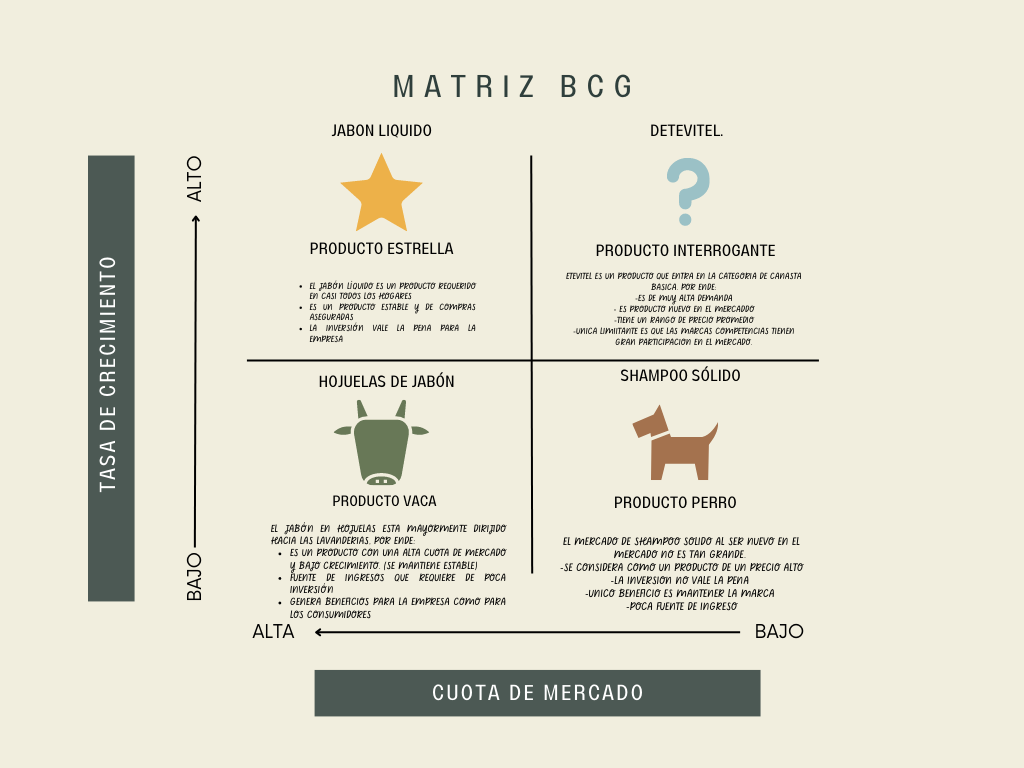 MATRIZ BCG
JABON LIQUIDO
PRODUCTO ESTRELLA
• EL JABÓN LÍQUIDO ES UN PRODUCTO REQUERIDO
EN CASI TODOS LOS HOGARES
• ES UN PRODUCTO ESTABLE Y DE COMPRAS
ASEGURADAS
• LA INVERSIÓN VALE LA PENA PARA LA
EMPRESA
DETEVITEL.
PRODUCTO INTERROGANTE
ETEVITEL ES UN PRODUCTO QUE ENTRA EN LA CATEGORIA DE CANASTA
BASICA. POR ENDE:
-ES DE MUY ALTA DEMANDA
- ES PRODUCTO NUEVO EN EL MERCADDO
-TIENE UN RANGO DE PRECIO PROMEDIO
-UNICA LIMIITANTE ES QUE LAS MARCAS COMPETENCIAS TIENEN
GRAN PARTICIPACION EN EL MERCADO.
HOJUELAS DE JABÓN
PRODUCTO VACA
EL JABÓN EN HOJUELAS ESTA MAYORMENTE DIRIJIDO
HACIA LAS LAVANDERIAS. POR ENDE:
• ES UN PRODUCTO CON UNA ALTA CUOTA DE MERCADO
Y BAJO CRECIMIENTO. (SE MANTIENE ESTABLE)
• FUENTE DE INGRESOS QUE REQUIERE DE POCA
INVERSIÓN
• GENERA BENEFICIOS PARA LA EMPRESA COMO PARA
LOS CONSUMIDORES
SHAMPOO SÓLIDO
PRODUCTO PERRO
EL MERCADO DE SHAMPOO SOLIDO AL SER NUEVO EN EL
MERCADO NO ES TAN GRANDE.
-SE CONSIDERA COMO UN PRODUCTO DE UN PRECIO ALTO
-LA INVERSION NO VALE LA PENA
-UNICO BENEFICIO ES MANTENER LA MARCA
-POCA FUENTE DE INGRESO
TASA DE CRECIMIENTO
ALTO
BAJO
ALTA
BAJO
CUOTA DE MERCADO